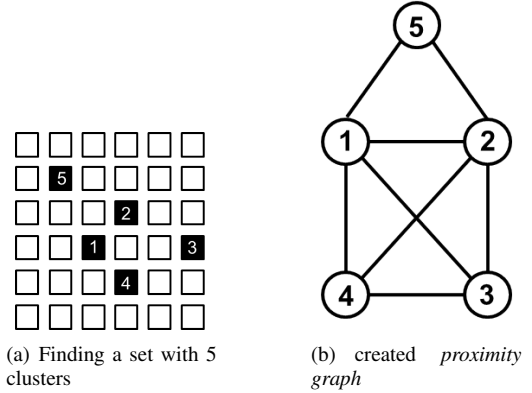 5
2
1 3
4
(a) Finding a set with 5
clusters
5
1 2
4 3
(b) created proximity
graph